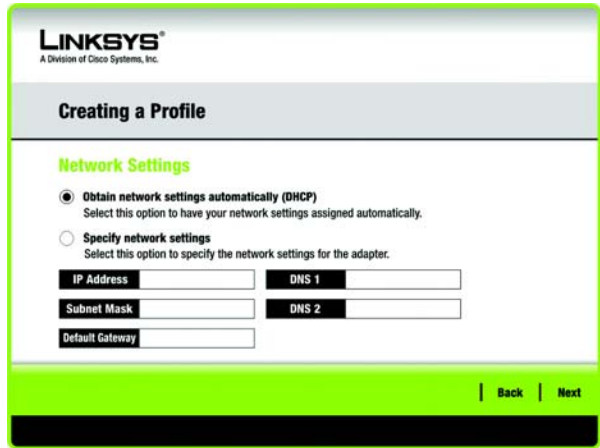 LINKSYS®
A Division of Cisco Systems, Inc.
Creating a Profile
Network Settings
Obtain network settings automatically (DHCP)
Select this option to have your network settings assigned automatically.
Specify network settings
Select this option to specify the network settings for the adapter.
IP Address DNS 1
Subnet Mask DNS 2
Default Gateway
Back Next